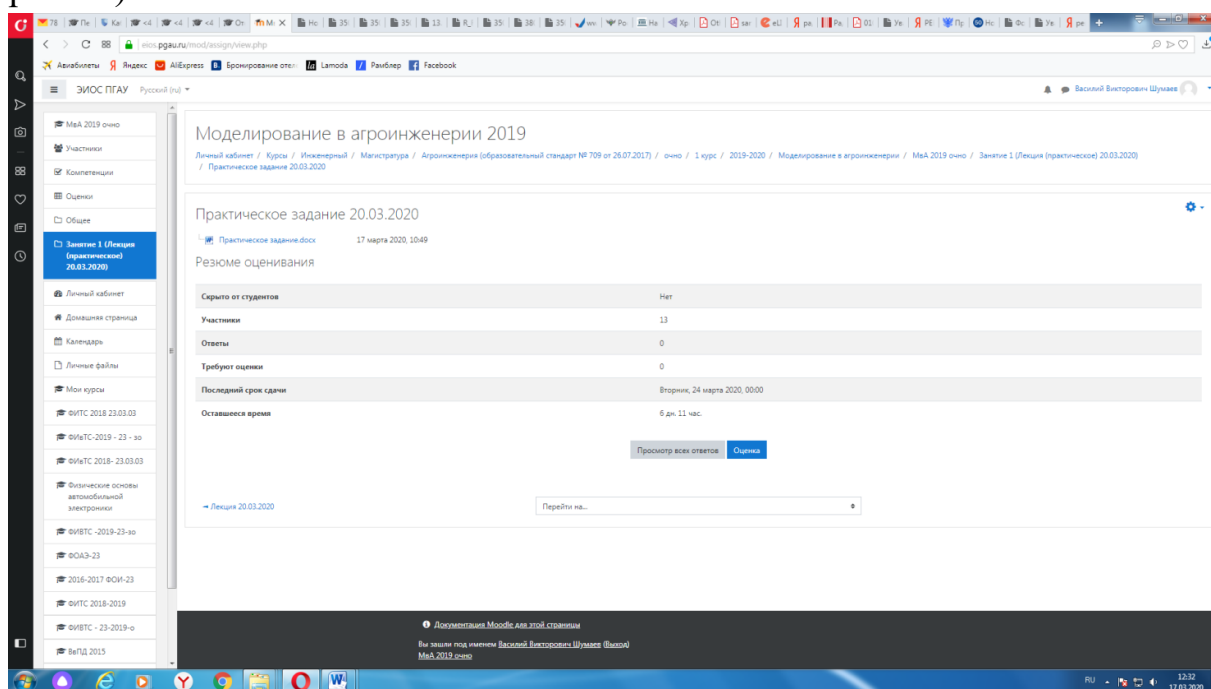 eios.pgau.ru/mod/assign/view.php
Авиабилеты Яндекс AliExpress Бронирование отел Lamoda Рамблер Facebook
ЭИОС ПГАУ Русский (ru)
Василий Викторович Шумаев
МвА 2019 очно
Участники
Компетенции
Оценки
Общее
Занятие 1 (Лекция
(практическое)
20.03.2020)
Личный кабинет
Домашняя страница
Календарь
Личные файлы
Мои курсы
ФИТС 2018 23.03.03
ФИвТС-2019 - 23 - зо
ФИвТС 2018- 23.03.03
Физические основы
автомобильной
электроники
ФИВТС -2019-23-зо
ФОАЭ-23
2016-2017 ФОИ-23
ФИТС 2018-2019
ФИВТС - 23-2019-о
ВвПД 2015
Моделирование в агроинженерии 2019
Личный кабинет / Курсы / Инженерный / Магистратура / Агроинженерия (образовательный стандарт № 709 от 26.07.2017) / очно / 1 курс / 2019-2020 / Моделирование в агроинженерии / МвА 2019 очно / Занятие 1 (Лекция (практическое) 20.03.2020)
/ Практическое задание 20.03.2020
Практическое задание 20.03.2020
Практическое задание.docx 17 марта 2020, 10:49
Резюме оценивания
Скрыто от студентов Нет
Участники 13
Ответы 0
Требуют оценки 0
Последний срок сдачи Вторник, 24 марта 2020, 00:00
Оставшееся время 6 дн. 11 час.
Просмотр всех ответов Оценка
Лекция 20.03.2020
Перейти на...
Документация Moodle для этой страницы
Вы зашли под именем Василий Викторович Шумаев (Выход)
МвА 2019 очно
RU
12:32
17.03.2020